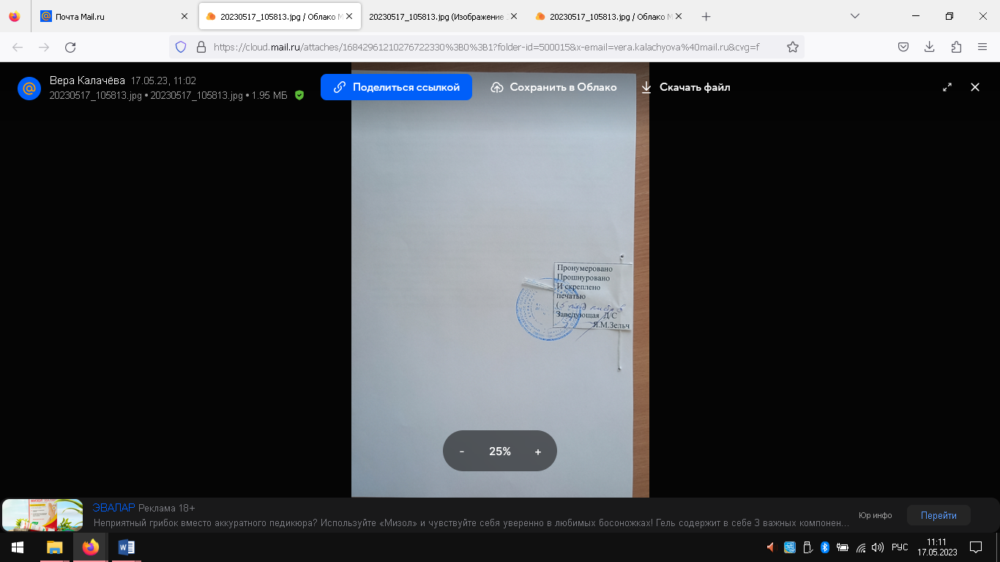 Почта Mail.ru
20230517_105813.jpg / Облако M
20230517_105813.jpg (Изображение
20230517_105813.jpg / Облако M
https://cloud.mail.ru/attaches/16842961210276722330%3B0%3B1?folder-id=500015&x-email=vera.kalachyova%40mail.ru&cvg=f
Вера Калачёва 17.05.23, 11:02
20230517_105813.jpg • 20230517_105813.jpg • 1.95 МБ
Поделиться ссылкой
Сохранить в Облако
Скачать файл
Пронумеровано
Прошнуровано
И скреплено
печатью
(5
Заведующая Д/С
Я.М.Зельч
- 25% +
ЭВАЛАР Реклама 18+
Неприятный грибок вместо аккуратного педикюра? Используйте «Мизол» и чувствуйте себя уверенно в любимых босоножках! Гель содержит в себе 3 важных компонен...
Юр инфо
Перейти
РУС
11:11
17.05.2023